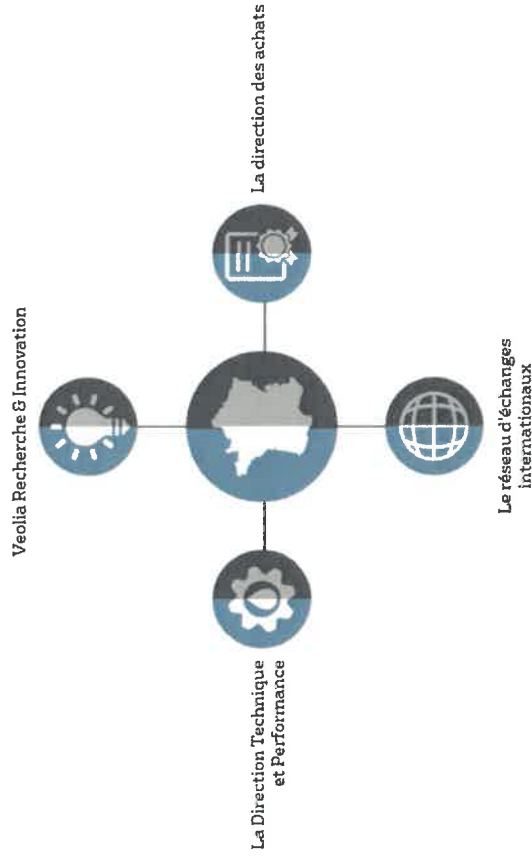 Veolia Recherche & Innovation
La direction des achats
La Direction Technique
et Performance
Le réseau d'échanges
internationaux